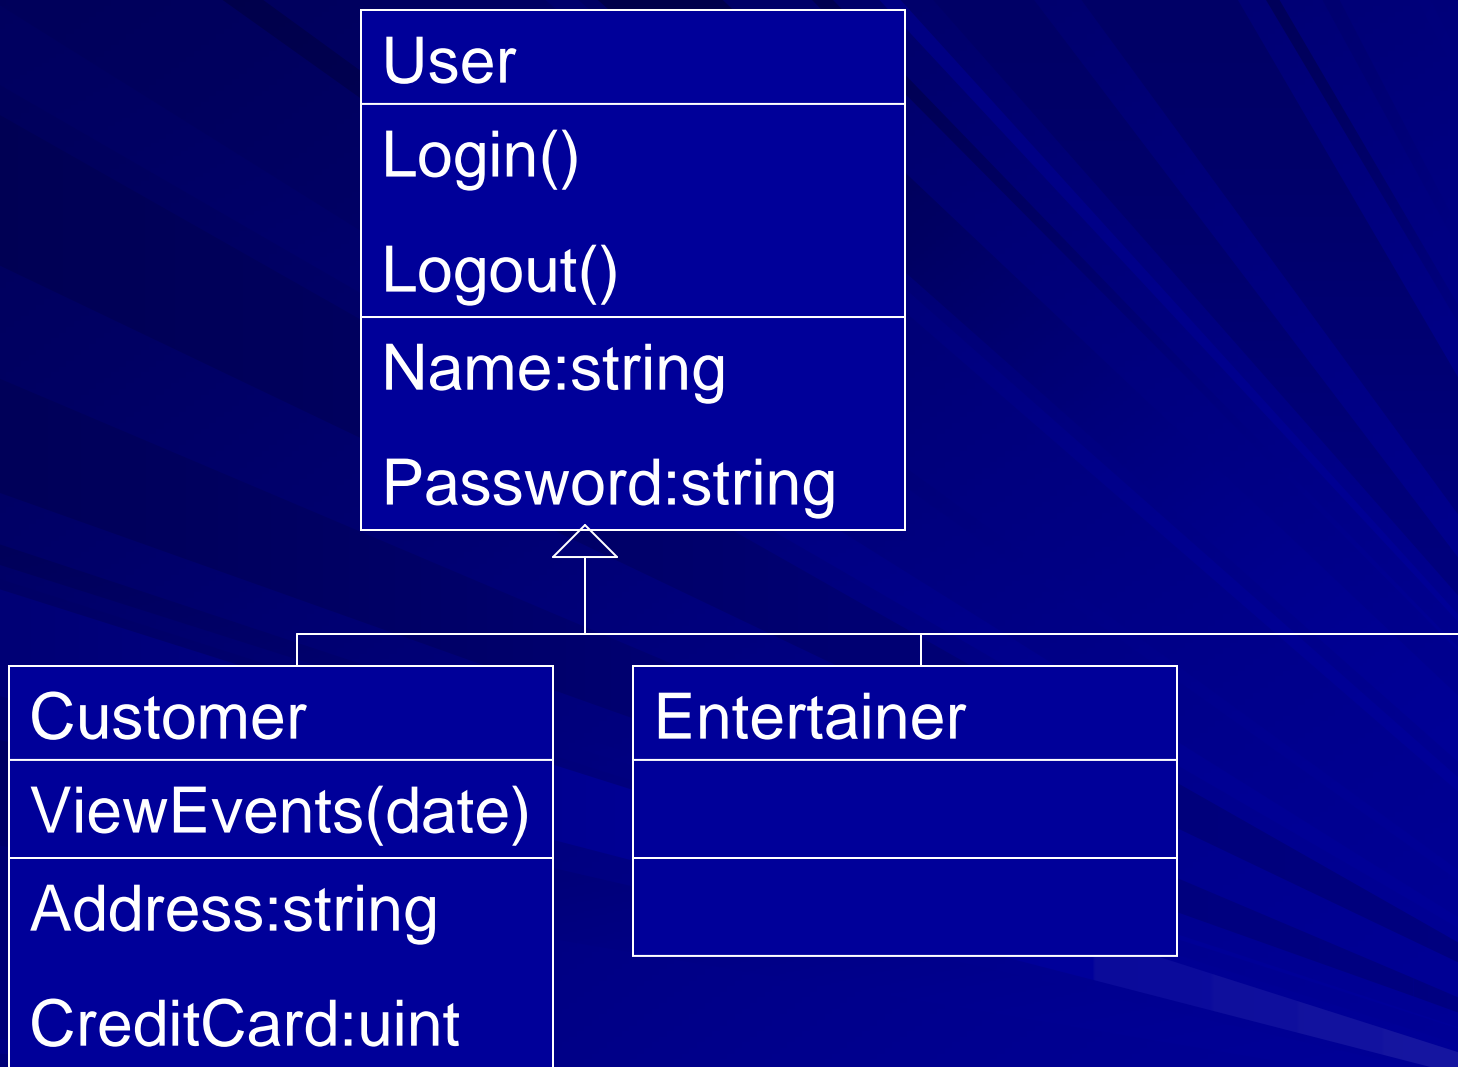 User
Login()
Logout()
Name:string
Password:string
Customer
ViewEvents(date)
Address:string
CreditCard:uint
Entertainer